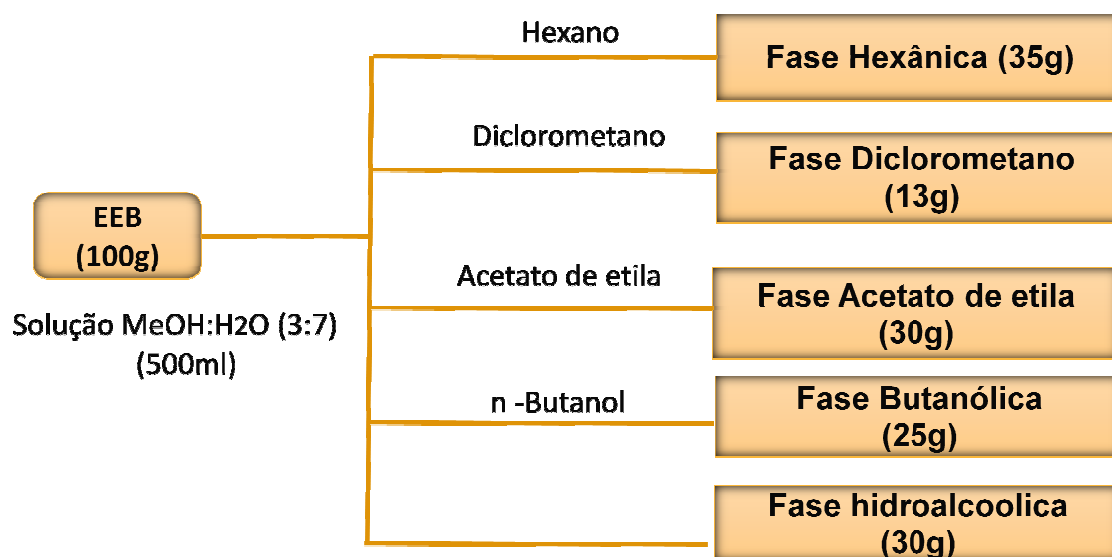 Hexano
Fase Hexânica (35g)
Diclorometano
Fase Diclorometano
(13g)
EEB
(100g)
Solução MeOH:H2O (3:7)
(500ml)
Acetato de etila
Fase Acetato de etila
(30g)
n -Butanol
Fase Butanólica
(25g)
Fase hidroalcoolica
(30g)